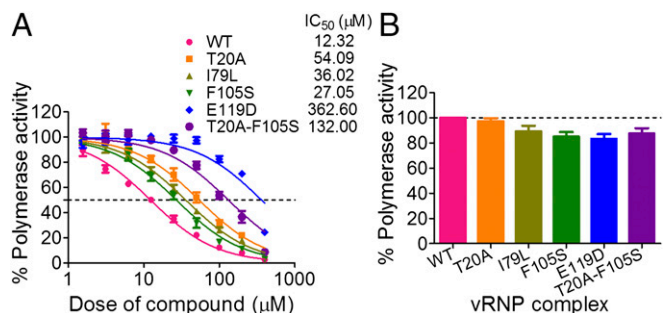 A
IC50 (μM)
WT 12.32
T20A 54.09
I79L 36.02
F105S 27.05
E119D 362.60
T20A-F105S 132.00
% Polymerase activity
120
100
80
60
40
20
0
1 10 100 1000
Dose of compound (μM)
B
% Polymerase activity
120
100
80
60
40
20
0
WT T20A I79L F105S E119D T20A-F105S
vRNP complex